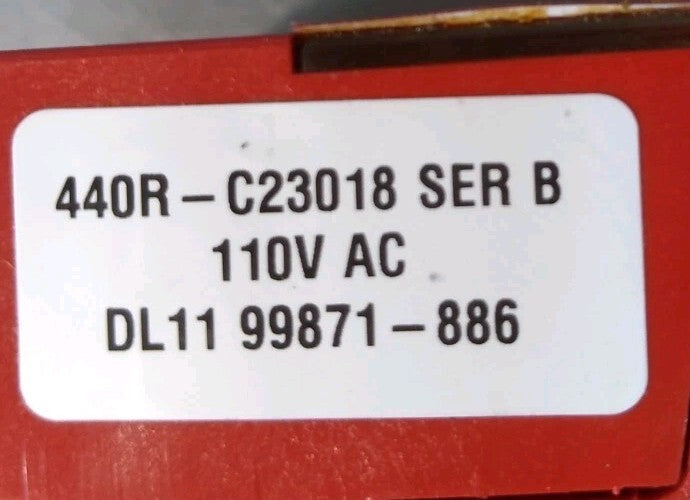 440R-C23018 SER B
110V AC
DL11 99871-886